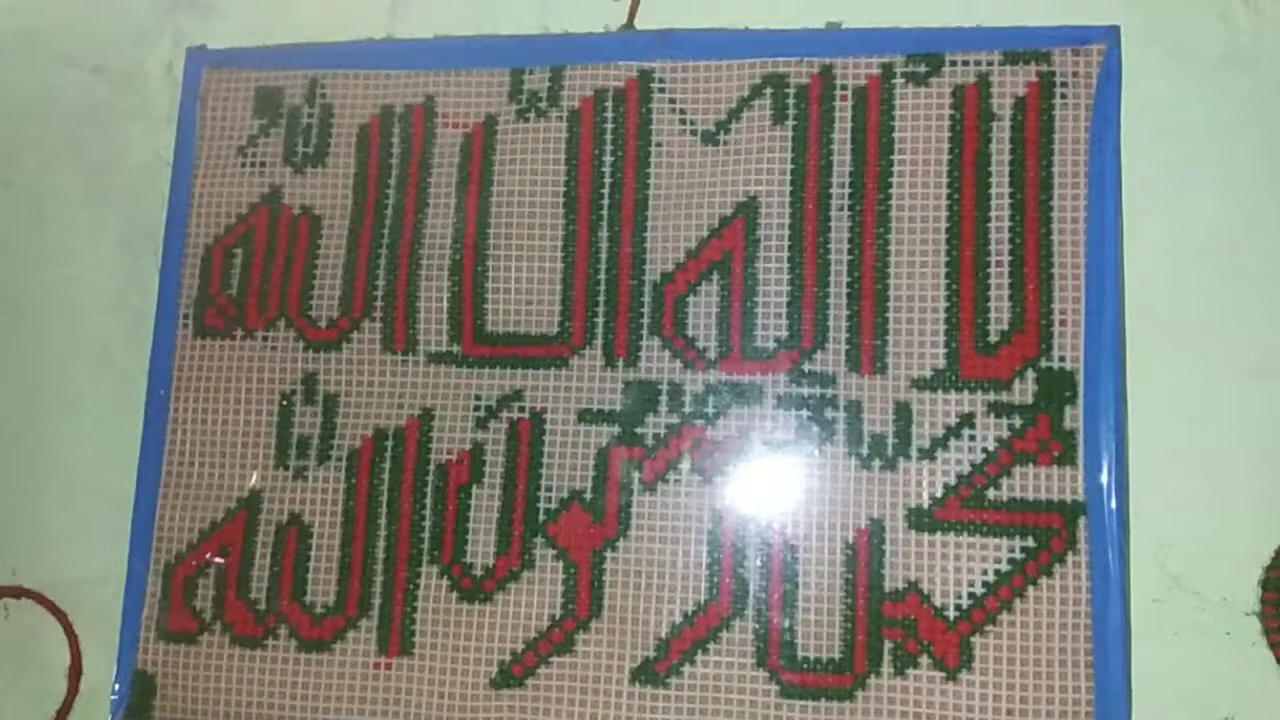 لا اله الا الله
محمد رسول الله